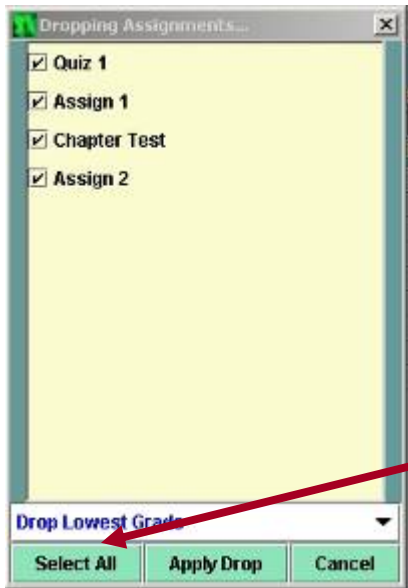 Dropping Assignments...
Quiz 1
Assign 1
Chapter Test
Assign 2
Drop Lowest Grade
Select All Apply Drop Cancel